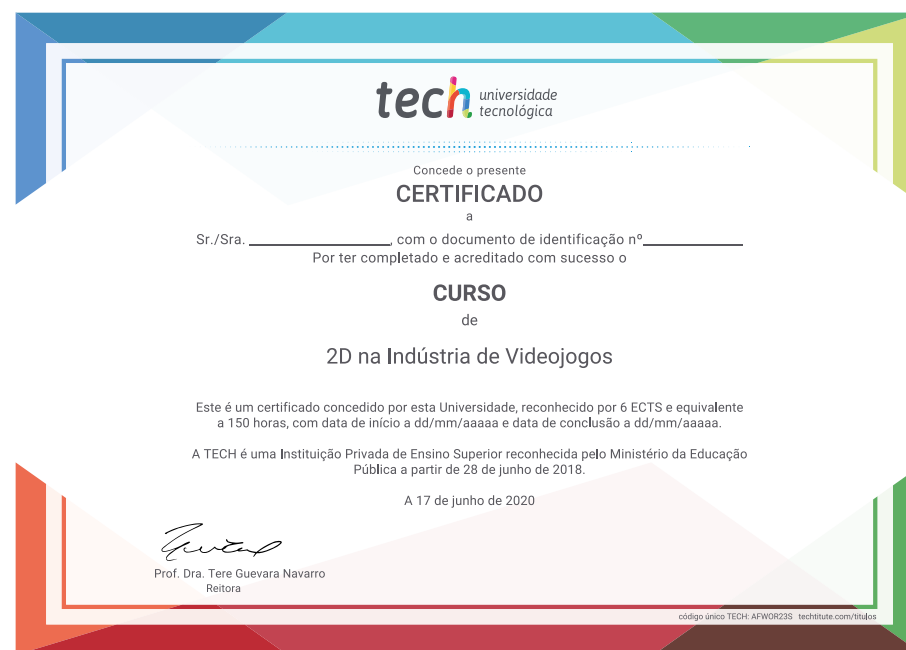 tech universidade
tecnológica
Concede o presente
CERTIFICADO
a
Sr./Sra. ________________, com o documento de identificação nº____________
Por ter completado e acreditado com sucesso o
CURSO
de
2D na Indústria de Videojogos
Este é um certificado concedido por esta Universidade, reconhecido por 6 ECTS e equivalente
a 150 horas, com data de início a dd/mm/aaaaa e data de conclusão a dd/mm/aaaaa.
A TECH é uma Instituição Privada de Ensino Superior reconhecida pelo Ministério da Educação
Pública a partir de 28 de junho de 2018.
A 17 de junho de 2020
Prof. Dra. Tere Guevara Navarro
Reitora
código único TECH: AFWOR23S techtitute.com/titulos